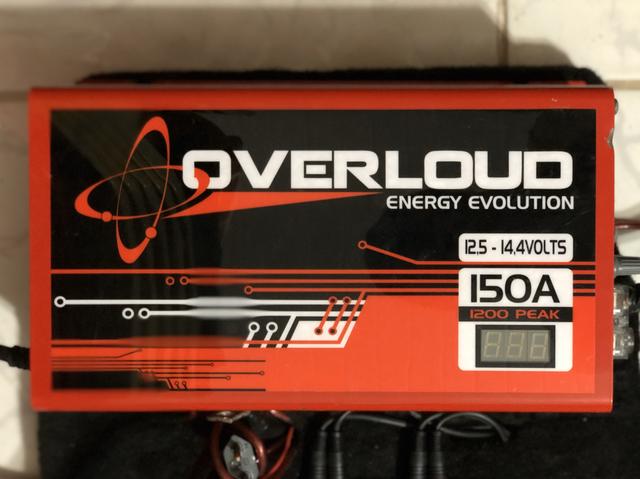 OVERLOUD
ENERGY EVOLUTION
12,5 - 14,4VOLTS
150A
1200 PEAK